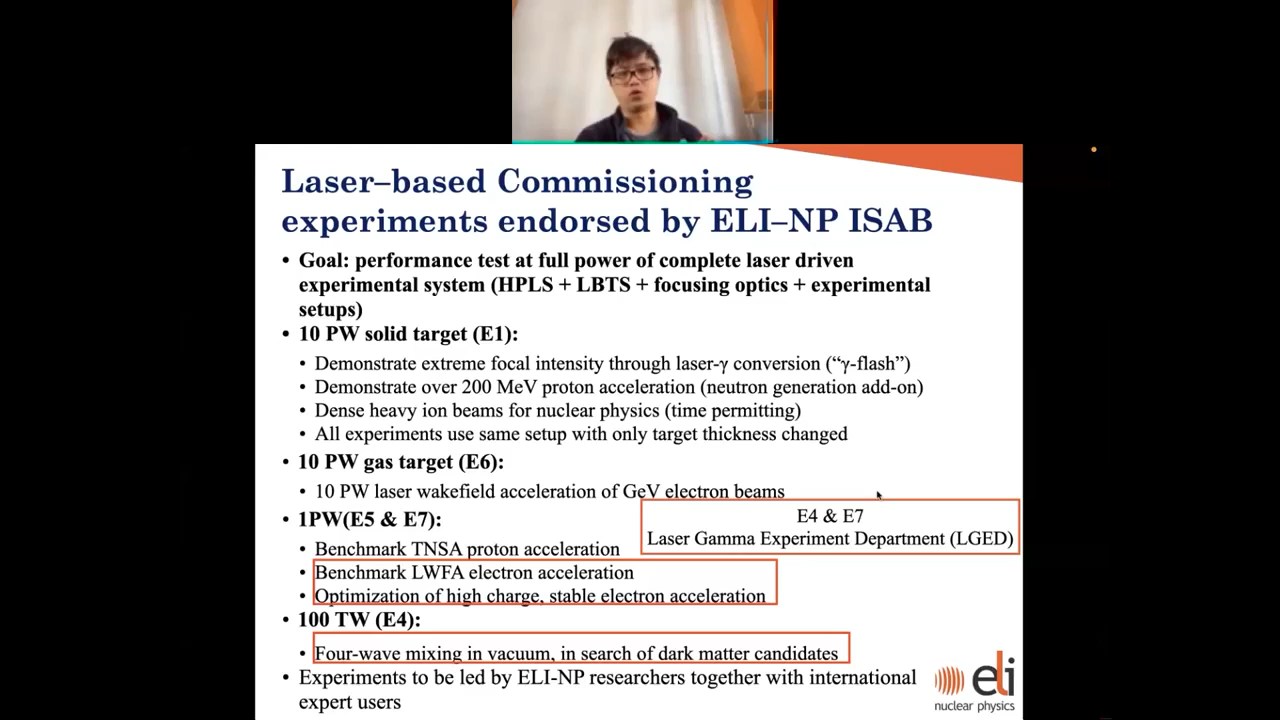 Laser–based Commissioning
experiments endorsed by ELI–NP ISAB
• Goal: performance test at full power of complete laser driven
experimental system (HPLS + LBTS + focusing optics + experimental
setups)
• 10 PW solid target (E1):
• Demonstrate extreme focal intensity through laser-γ conversion (“γ-flash”)
• Demonstrate over 200 MeV proton acceleration (neutron generation add-on)
• Dense heavy ion beams for nuclear physics (time permitting)
• All experiments use same setup with only target thickness changed
• 10 PW gas target (E6):
• 10 PW laser wakefield acceleration of GeV electron beams
• 1PW(E5 & E7):
E4 & E7
Laser Gamma Experiment Department (LGED)
• Benchmark TNSA proton acceleration
• Benchmark LWFA electron acceleration
• Optimization of high charge, stable electron acceleration
• 100 TW (E4):
• Four-wave mixing in vacuum, in search of dark matter candidates
• Experiments to be led by ELI-NP researchers together with international
expert users
eli
nuclear physics